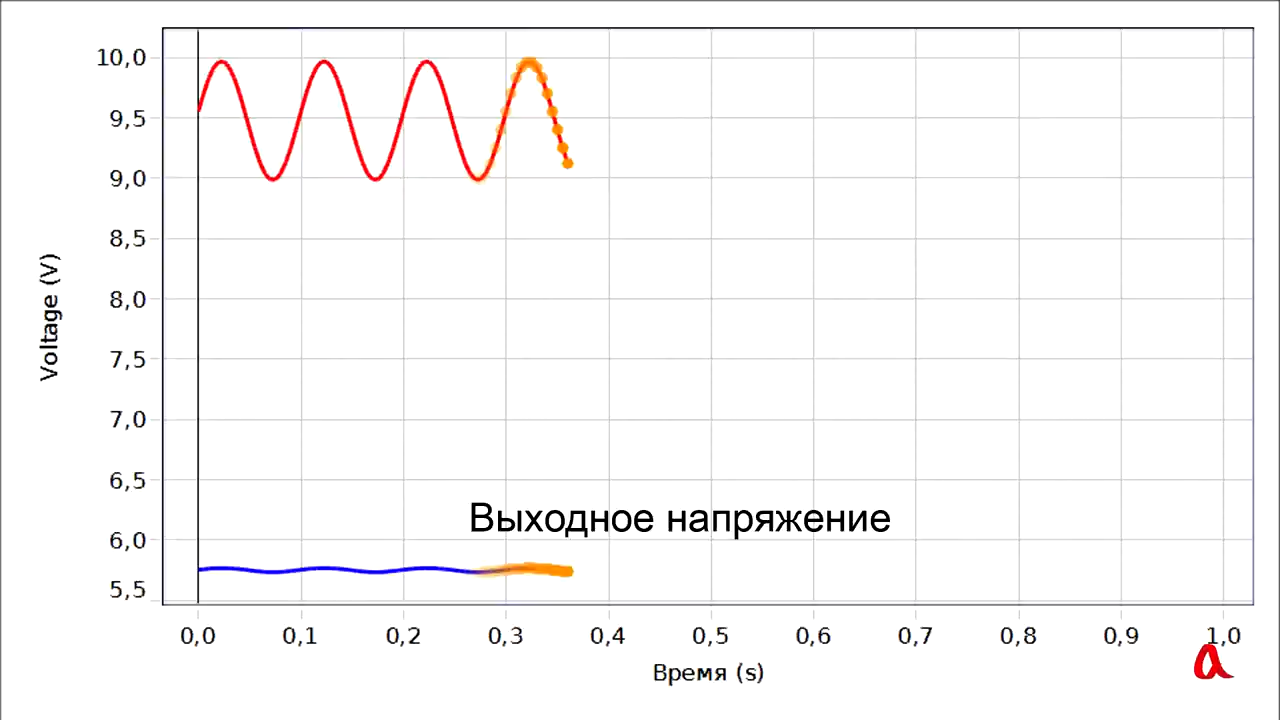 10,0
9,5
9,0
8,5
8,0
7,5
7,0
6,5
6,0
5,5
Voltage (V)
Выходное напряжение
0,0 0,1 0,2 0,3 0,4 0,5 0,6 0,7 0,8 0,9 1,0
Время (s)
a